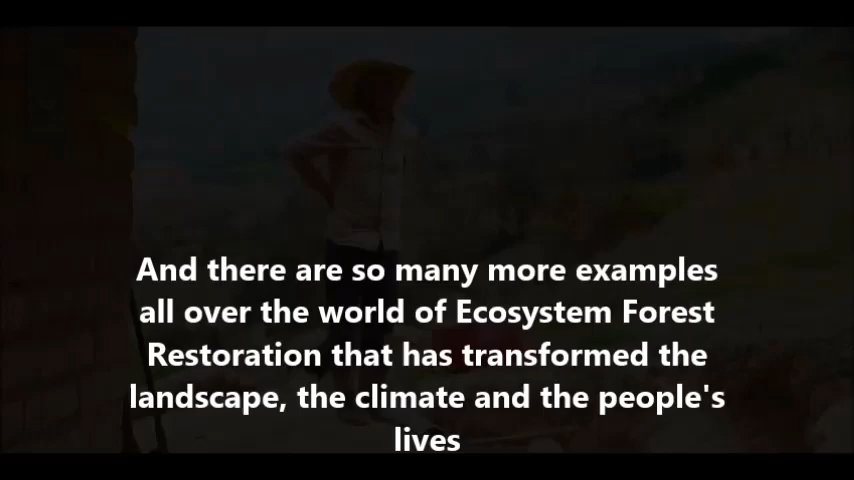 And there are so many more examples
all over the world of Ecosystem Forest
Restoration that has transformed the
landscape, the climate and the people's
lives